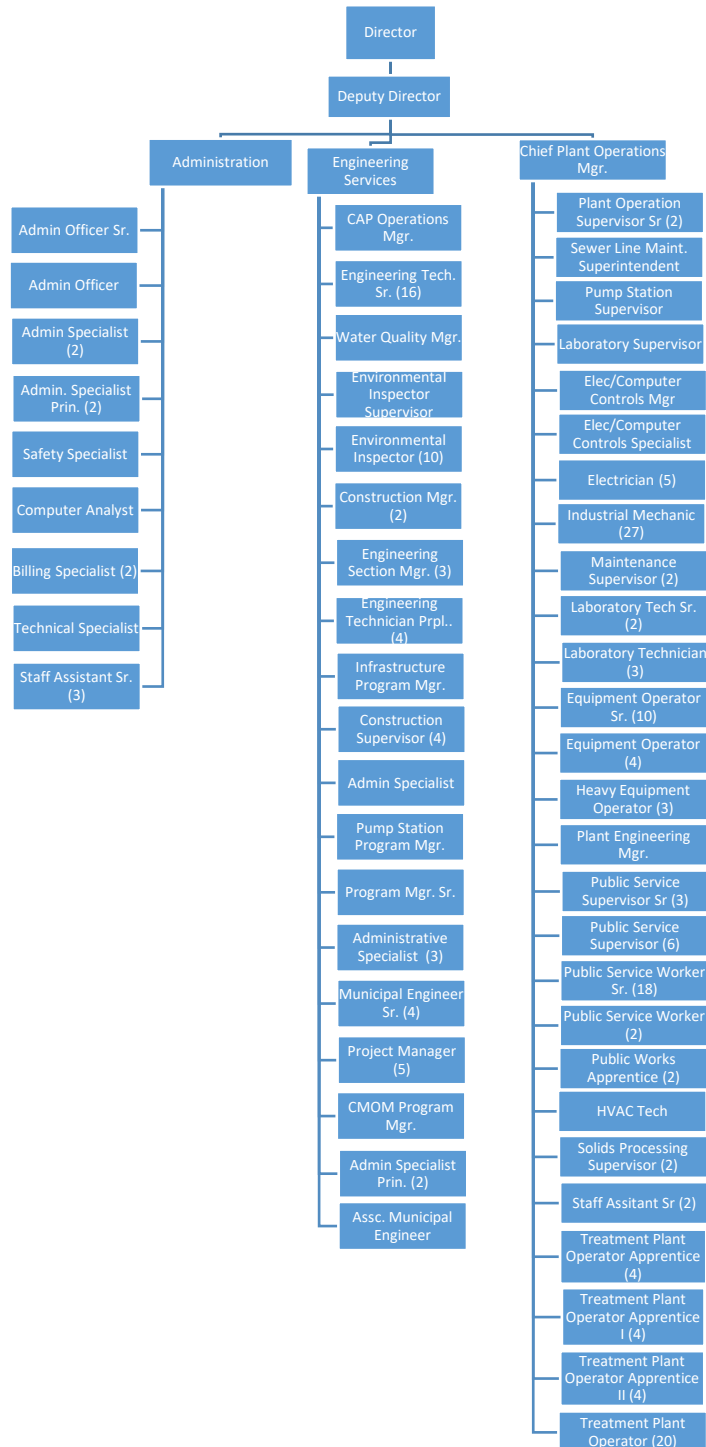 Director
Deputy Director
Administration
Admin Officer Sr.
Admin Officer
Admin Specialist
(2)
Admin. Specialist
Prin. (2)
Safety Specialist
Computer Analyst
Billing Specialist (2)
Technical Specialist
Staff Assistant Sr.
(3)
Engineering
Services
CAP Operations
Mgr.
Engineering Tech.
Sr. (16)
Water Quality Mgr.
Environmental
Inspector
Supervisor
Environmental
Inspector (10)
Construction Mgr.
(2)
Engineering
Section Mgr. (3)
Engineering
Technician Prpl..
(4)
Infrastructure
Program Mgr.
Construction
Supervisor (4)
Admin Specialist
Pump Station
Program Mgr.
Program Mgr. Sr.
Administrative
Specialist (3)
Municipal Engineer
Sr. (4)
Project Manager
(5)
CMOM Program
Mgr.
Admin Specialist
Prin. (2)
Assc. Municipal
Engineer
Chief Plant Operations
Mgr.
Plant Operation
Supervisor Sr (2)
Sewer Line Maint.
Superintendent
Pump Station
Supervisor
Laboratory Supervisor
Elec/Computer
Controls Mgr
Elec/Computer
Controls Specialist
Electrician (5)
Industrial Mechanic
(27)
Maintenance
Supervisor (2)
Laboratory Tech Sr.
(2)
Laboratory Technician
(3)
Equipment Operator
Sr. (10)
Equipment Operator
(4)
Heavy Equipment
Operator (3)
Plant Engineering
Mgr.
Public Service
Supervisor Sr (3)
Public Service
Supervisor (6)
Public Service Worker
Sr. (18)
Public Service Worker
(2)
Public Works
Apprentice (2)
HVAC Tech
Solids Processing
Supervisor (2)
Staff Assitant Sr (2)
Treatment Plant
Operator Apprentice
(4)
Treatment Plant
Operator Apprentice
I (4)
Treatment Plant
Operator Apprentice
II (4)
Treatment Plant
Operator (20)